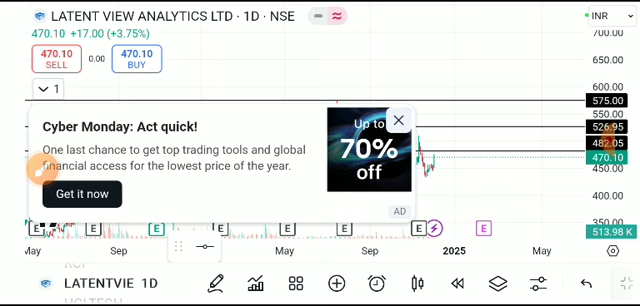 LATENT VIEW ANALYTICS LTD · 1D · NSE
INR
470.10 +17.00 (+3.75%)
700.00
470.10
SELL
0.00
470.10
BUY
650.00
600.00
1
575.00
526.95
482.05
470.10
450.00
400.00
350.00
513.98 K
Cyber Monday: Act quick!
One last chance to get top trading tools and global
financial access for the lowest price of the year.
Get it now
Up to
70%
off
AD
E
E
E
E
E
E
E
E
May
Sep
May
Sep
2025
May
LATENTVIE 1D